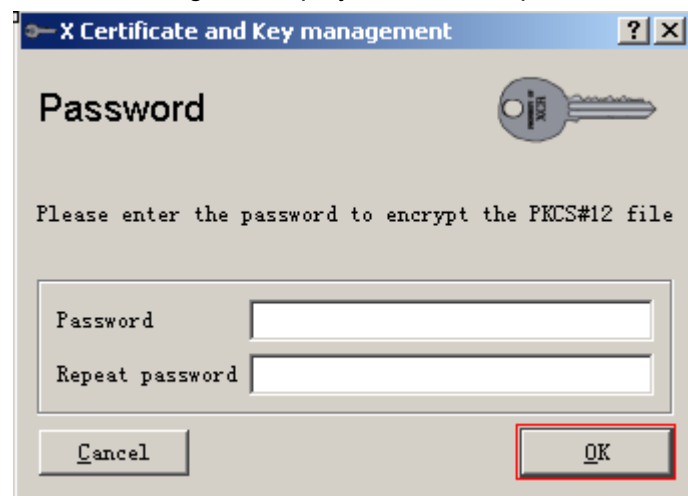 X Certificate and Key management
Password
Please enter the password to encrypt the PKCS#12 file
Password
Repeat password
Cancel
OK